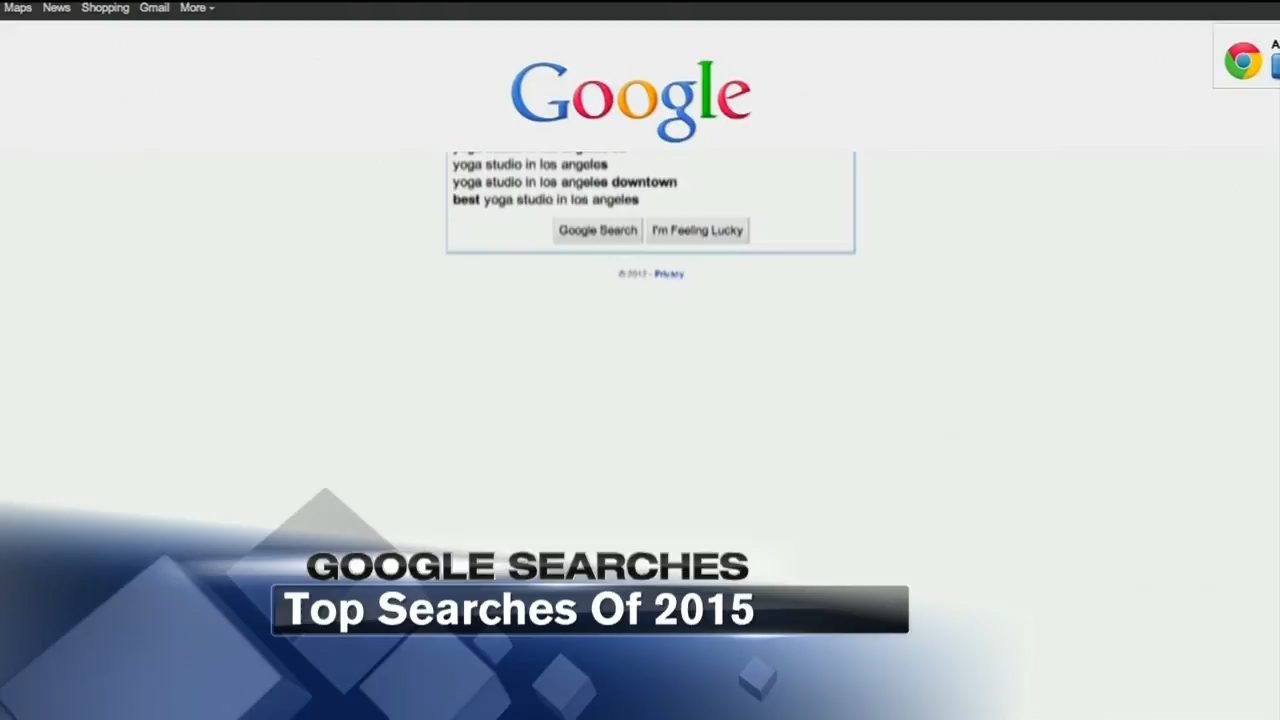 Maps News Shopping Gmail More
A
Google
yoga studio in los angeles
yoga studio in los angeles downtown
best yoga studio in los angeles
Google Search I'm Feeling Lucky
© 2012 - Privacy
GOOGLE SEARCHES
Top Searches Of 2015